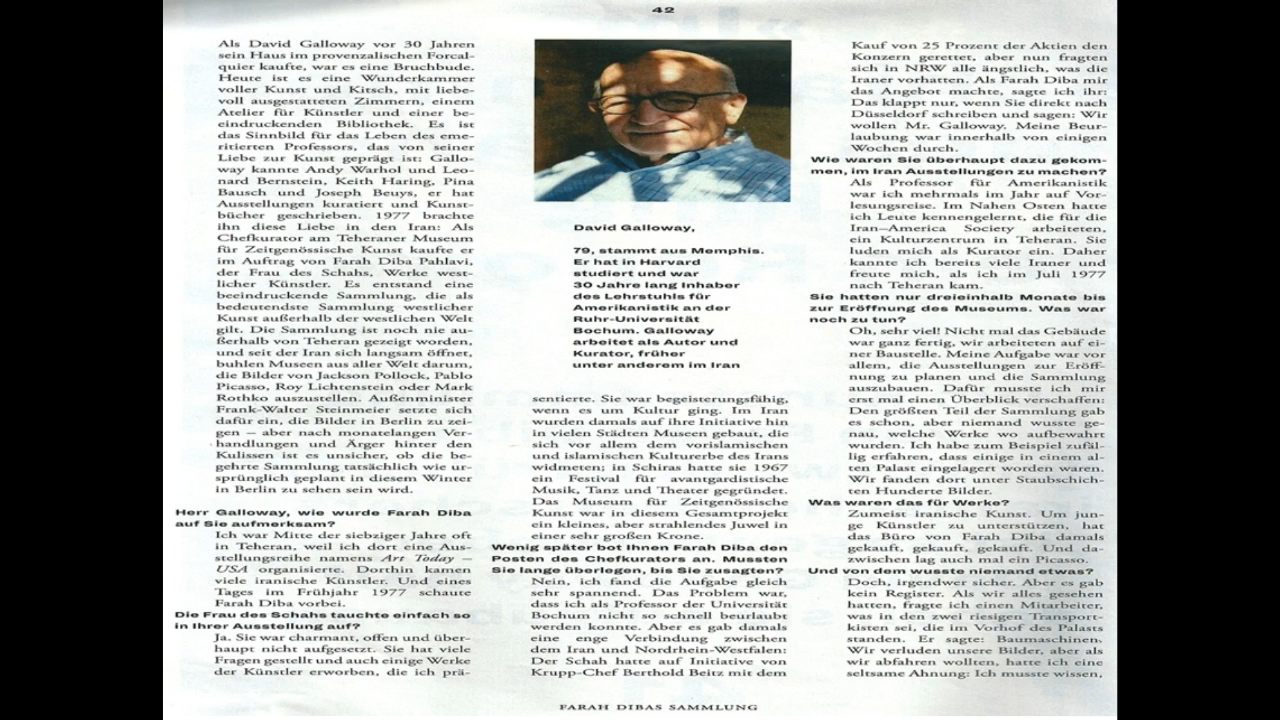 42
Als David Galloway vor 30 Jahren
sein Haus im provenzalischen Forcal-
quier kaufte, war es eine Bruchbude.
Heute ist es eine Wunderkammer
voller Kunst und Kitsch, mit liebe-
voll ausgestatteten Zimmern, einem
Atelier für Künstler und einer be-
eindruckenden Bibliothek. Es ist
das Sinnbild für das Leben des eme-
ritierten Professors, das von seiner
Liebe zur Kunst geprägt ist: Gallo-
way kannte Andy Warhol und Leo-
nard Bernstein, Keith Haring, Pina
Bausch und Joseph Beuys, er hat
Ausstellungen kuratiert und Kunst-
bücher geschrieben. 1977 brachte
ihn diese Liebe in den Iran: Als
Chefkurator am Teheraner Museum
für Zeitgenössische Kunst kaufte er
im Auftrag von Farah Diba Pahlavi,
der Frau des Schahs, Werke west-
licher Künstler. Es entstand eine
beeindruckende Sammlung, die als
bedeutendste Sammlung westlicher
Kunst außerhalb der westlichen Welt
gilt. Die Sammlung ist noch nie au-
ßerhalb von Teheran gezeigt worden,
und seit der Iran sich langsam öffnet,
buhlen Museen aus aller Welt darum,
die Bilder von Jackson Pollock, Pablo
Picasso, Roy Lichtenstein oder Mark
Rothko auszustellen. Außenminister
Frank-Walter Steinmeier setzte sich
dafür ein, die Bilder in Berlin zu zei-
gen – aber nach monatelangen Ver-
handlungen und Ärger hinter den
Kulissen ist es unsicher, ob die be-
gehrte Sammlung tatsächlich wie ur-
sprünglich geplant in diesem Winter
in Berlin zu sehen sein wird.
Herr Galloway, wie wurde Farah Diba
auf Sie aufmerksam?
Ich war Mitte der siebziger Jahre oft
in Teheran, weil ich dort eine Aus-
stellungsreihe namens Art Today –
USA organisierte. Dorthin kamen
viele iranische Künstler. Und eines
Tages im Frühjahr 1977 schaute
Farah Diba vorbei.
Die Frau des Schahs tauchte einfach so
in Ihrer Ausstellung auf?
Ja. Sie war charmant, offen und über-
haupt nicht aufgesetzt. Sie hat viele
Fragen gestellt und auch einige Werke
der Künstler erworben, die ich prä-
David Galloway,
79, stammt aus Memphis.
Er hat in Harvard
studiert und war
30 Jahre lang Inhaber
des Lehrstuhls für
Amerikanistik an der
Ruhr-Universität
Bochum. Galloway
arbeitet als Autor und
Kurator, früher
unter anderem im Iran
sentierte. Sie war begeisterungsfähig,
wenn es um Kultur ging. Im Iran
wurden damals auf ihre Initiative hin
in vielen Städten Museen gebaut, die
sich vor allem dem vorislamischen
und islamischen Kulturerbe des Irans
widmeten; in Schiras hatte sie 1967
ein Festival für avantgardistische
Musik, Tanz und Theater gegründet.
Das Museum für Zeitgenössische
Kunst war in diesem Gesamtprojekt
ein kleines, aber strahlendes Juwel in
einer sehr großen Krone.
Wenig später bot Ihnen Farah Diba den
Posten des Chefkurators an. Mussten
Sie lange überlegen, bis Sie zusagten?
Nein, ich fand die Aufgabe gleich
sehr spannend. Das Problem war,
dass ich als Professor der Universität
Bochum nicht so schnell beurlaubt
werden konnte. Aber es gab damals
eine enge Verbindung zwischen
dem Iran und Nordrhein-Westfalen:
Der Schah hatte auf Initiative von
Krupp-Chef Berthold Beitz mit dem
Kauf von 25 Prozent der Aktien den
Konzern gerettet, aber nun fragten
sich in NRW alle ängstlich, was die
Iraner vorhatten. Als Farah Diba mir
das Angebot machte, sagte ich ihr:
Das klappt nur, wenn Sie direkt nach
Düsseldorf schreiben und sagen: Wir
wollen Mr. Galloway. Meine Beur-
laubung war innerhalb von einigen
Wochen durch.
Wie waren Sie überhaupt dazu gekom-
men, im Iran Ausstellungen zu machen?
Als Professor für Amerikanistik
war ich mehrmals im Jahr auf Vor-
lesungsreise. Im Nahen Osten hatte
ich Leute kennengelernt, die für die
Iran–America Society arbeiteten,
ein Kulturzentrum in Teheran. Sie
luden mich als Kurator ein. Daher
kannte ich bereits viele Iraner und
freute mich, als ich im Juli 1977
nach Teheran kam.
Sie hatten nur dreieinhalb Monate bis
zur Eröffnung des Museums. Was war
noch zu tun?
Oh, sehr viel! Nicht mal das Gebäude
war ganz fertig, wir arbeiteten auf ei-
ner Baustelle. Meine Aufgabe war vor
allem, die Ausstellungen zur Eröff-
nung zu planen und die Sammlung
auszubauen. Dafür musste ich mir
erst mal einen Überblick verschaffen:
Den größten Teil der Sammlung gab
es schon, aber niemand wusste ge-
nau, welche Werke wo aufbewahrt
wurden. Ich habe zum Beispiel zufäl-
lig erfahren, dass einige in einem al-
ten Palast eingelagert worden waren.
Wir fanden dort unter Staubschich-
ten Hunderte Bilder.
Was waren das für Werke?
Zumeist iranische Kunst. Um jun-
ge Künstler zu unterstützen, hat
das Büro von Farah Diba damals
gekauft, gekauft, gekauft. Und da-
zwischen lag auch mal ein Picasso.
Und von dem wusste niemand etwas?
Doch, irgendwer sicher. Aber es gab
kein Register. Als wir alles gesehen
hatten, fragte ich einen Mitarbeiter,
was in den zwei riesigen Transport-
kisten sei, die im Vorhof des Palasts
standen. Er sagte: Baumaschinen.
Wir verluden unsere Bilder, aber als
wir abfahren wollten, hatte ich eine
seltsame Ahnung: Ich musste wissen,
FARAH DIBAS SAMMLUNG